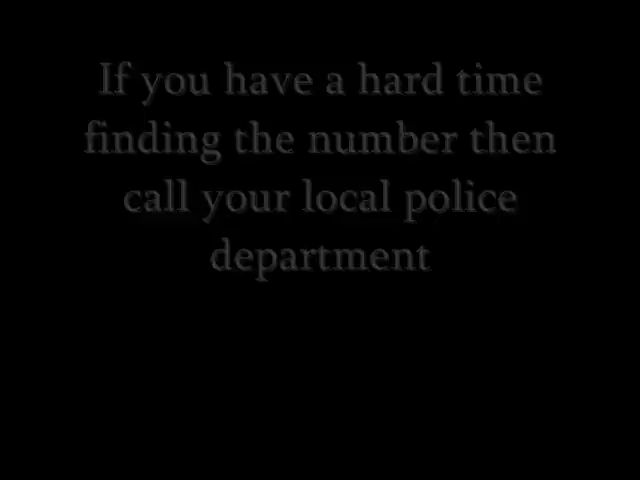 If you have a hard time
finding the number then
call your local police
department